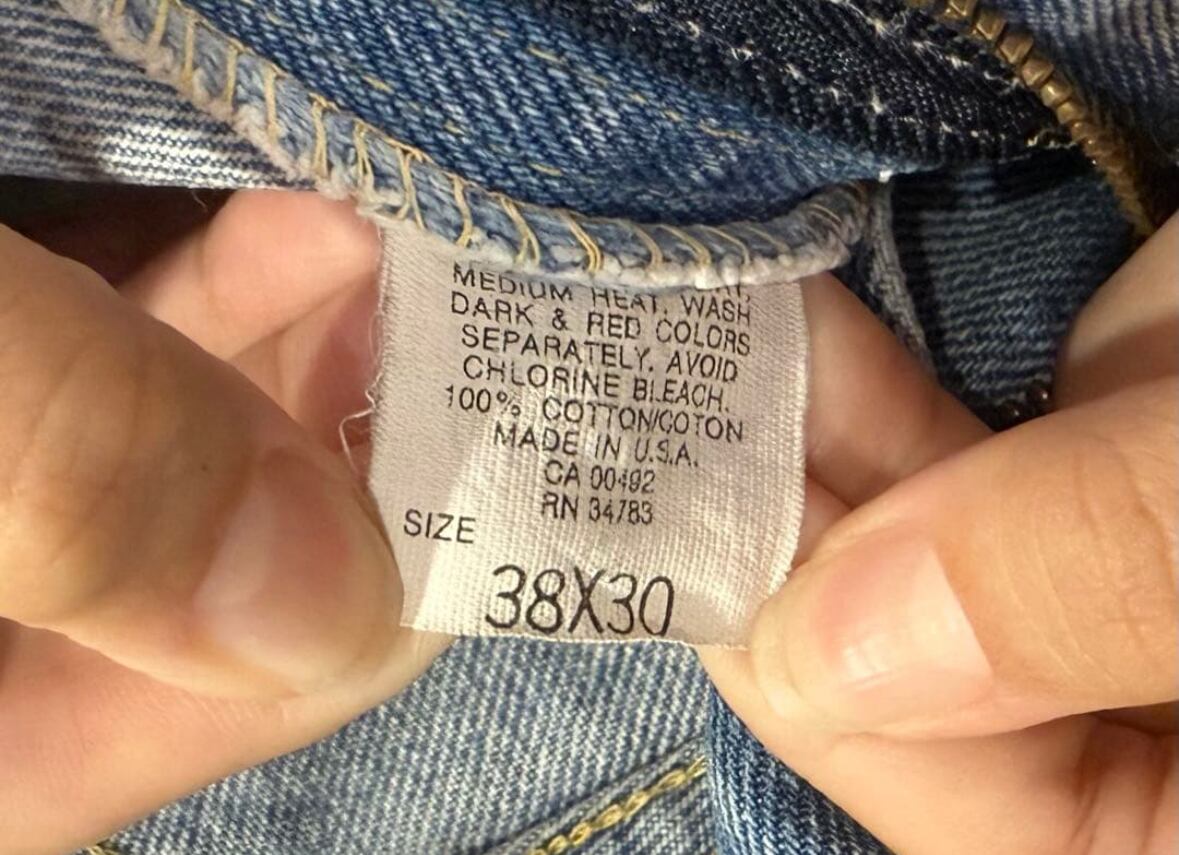 MEDIUM HEAT. WASH
DARK & RED COLORS
SEPARATELY. AVOID
CHLORINE BLEACH.
100% COTTON/COTON
MADE IN U.S.A.
CA 00492
RN 34783
SIZE
38X30